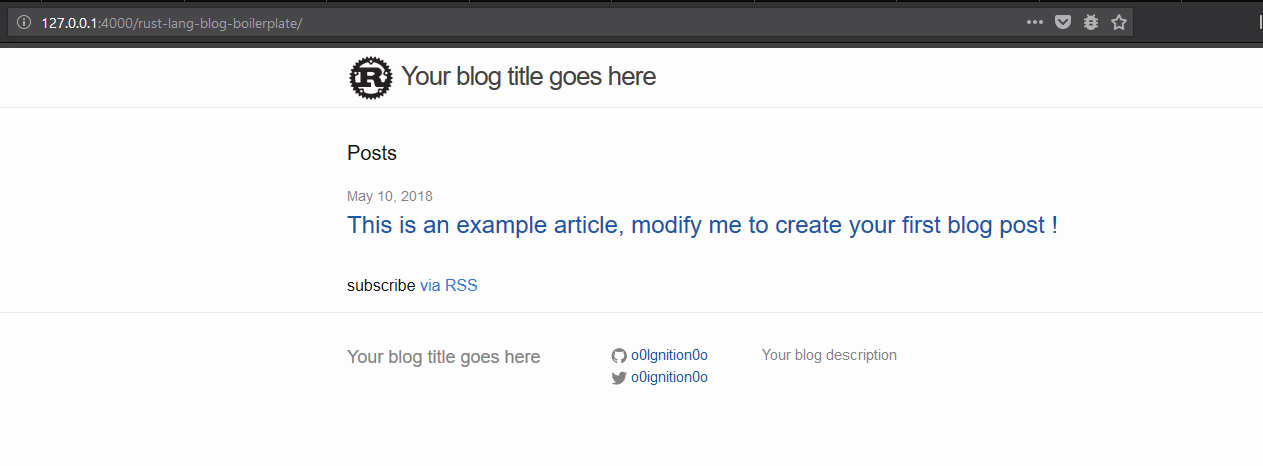 127.0.0.1:4000/rust-lang-blog-boilerplate/
R Your blog title goes here
Posts
May 10, 2018
This is an example article, modify me to create your first blog post !
subscribe via RSS
Your blog title goes here
o0Ignition0o
o0ignition0o
Your blog description